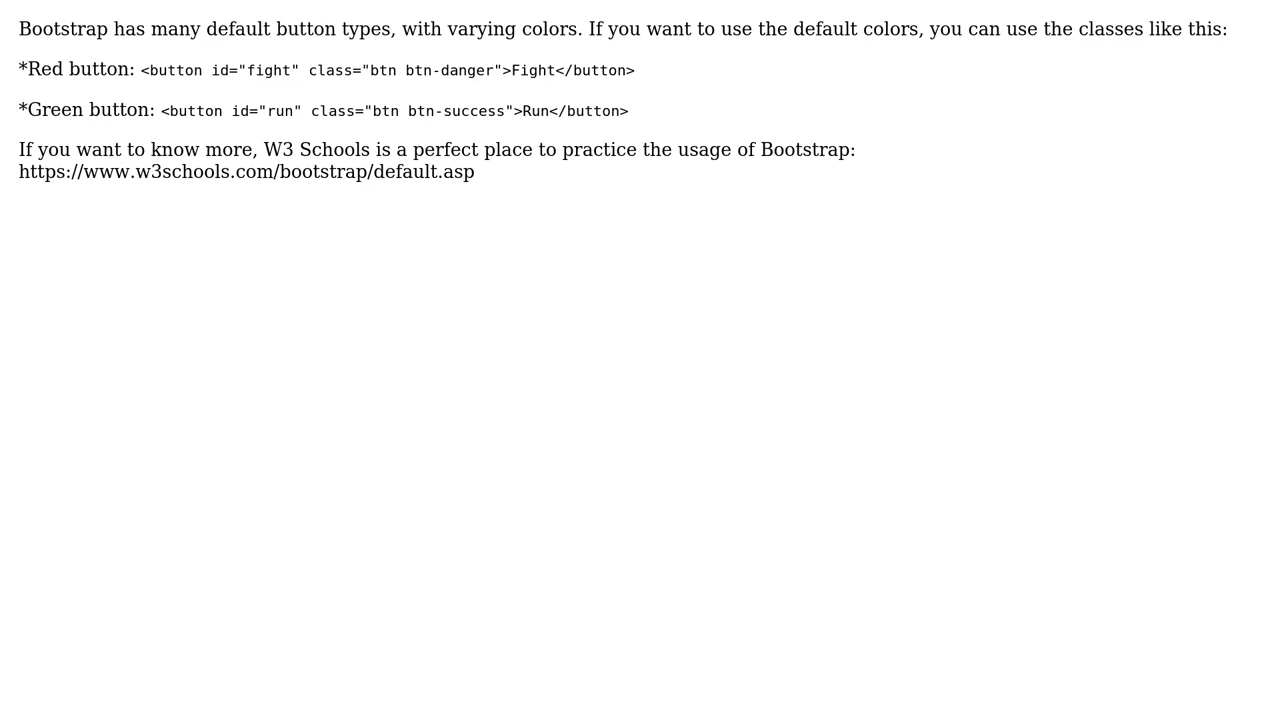 Bootstrap has many default button types, with varying colors. If you want to use the default colors, you can use the classes like this:
*Red button: <button id="fight" class="btn btn-danger">Fight</button>
*Green button: <button id="run" class="btn btn-success">Run</button>
If you want to know more, W3 Schools is a perfect place to practice the usage of Bootstrap:
https://www.w3schools.com/bootstrap/default.asp